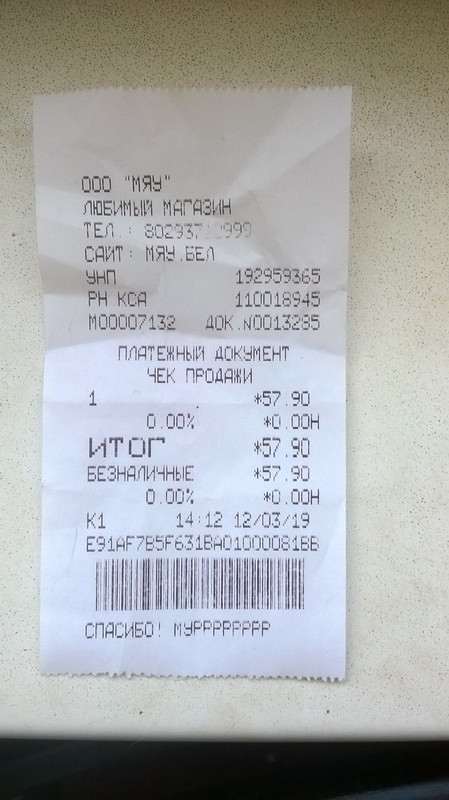 ООО "МЯУ"
ЛЮБИМЫЙ МАГАЗИН
ТЕЛ.:
САЙТ: МЯУ.БЕЛ
УНП 192959365
РН КСА 110018945
М00007132 ДОК.N0013285
ПЛАТЕЖНЫЙ ДОКУМЕНТ
ЧЕК ПРОДАЖИ
1 *57.90
0.00% *0.00Н
ИТОГ *57.90
БЕЗНАЛИЧНЫЕ *57.90
0.00% *0.00Н
К1 14:12 12/03/19
E91AF7B5F631BA01000081BB
СПАСИБО! МУРРРРРРРР